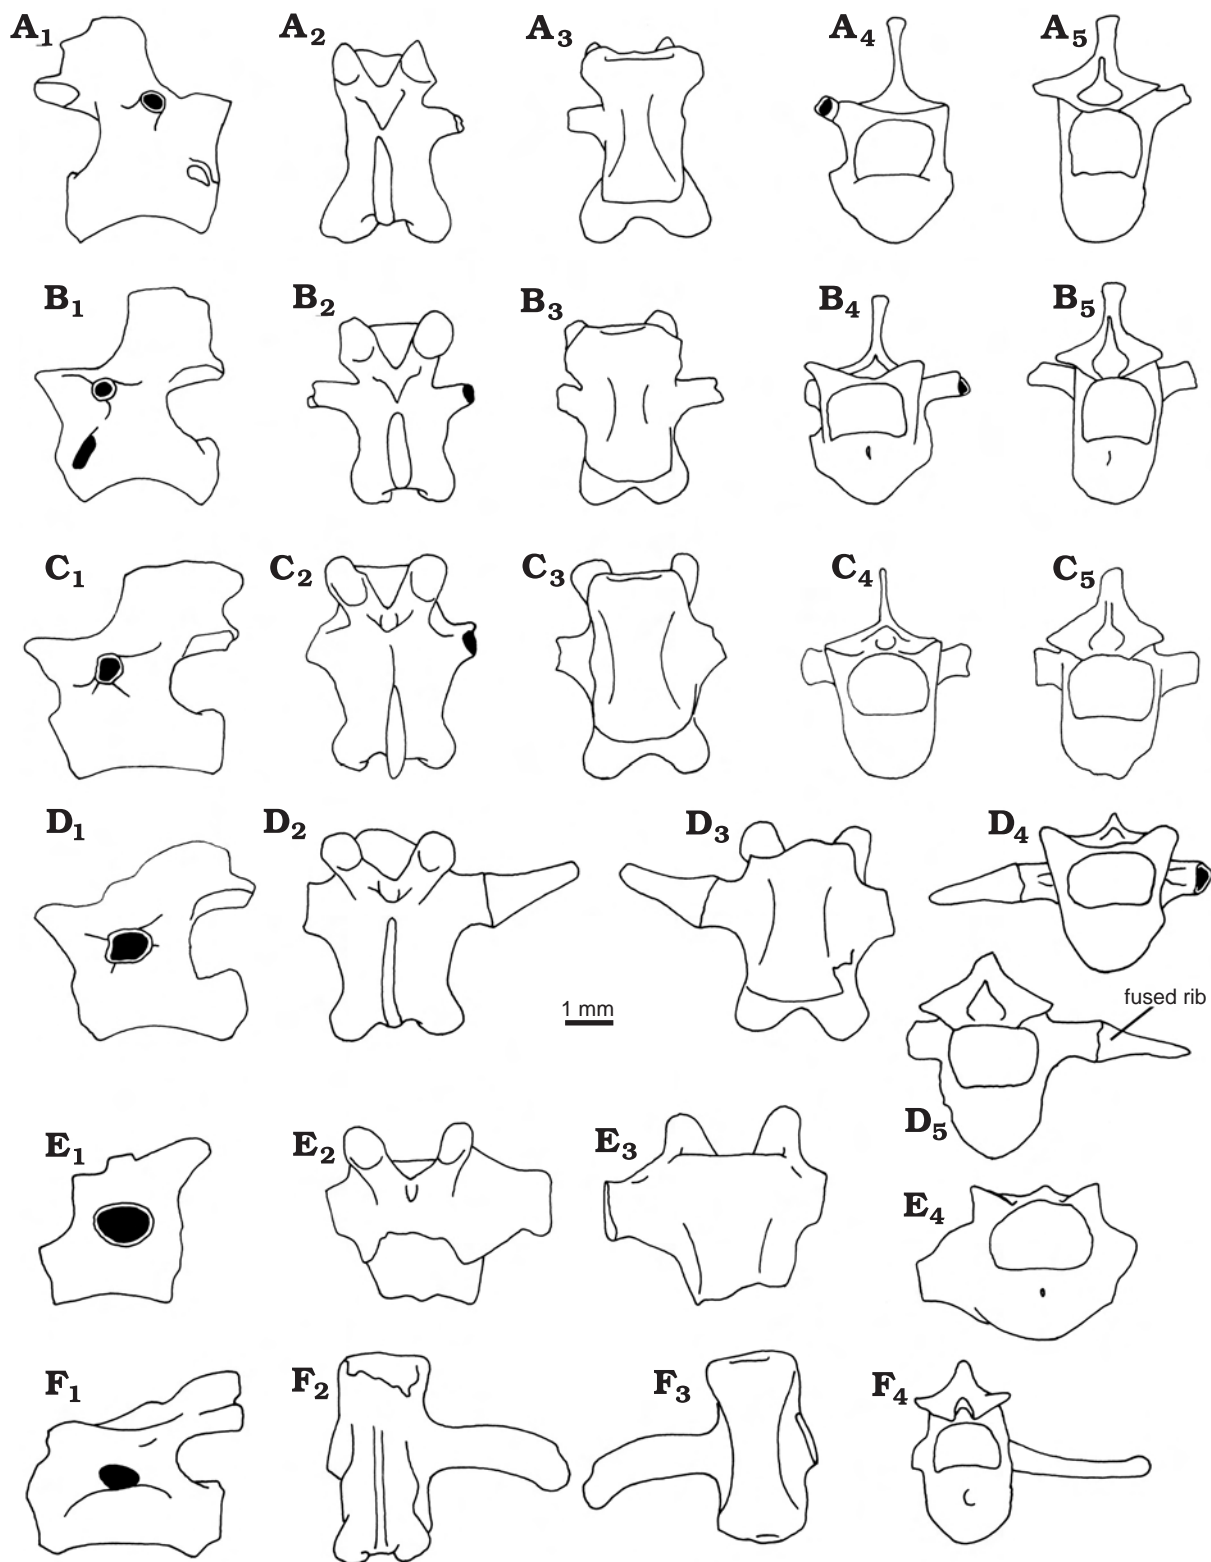 A1 A2 A3 A4 A5
B1 B2 B3 B4 B5
C1 C2 C3 C4 C5
D1 D2 D3 D4
1 mm
fused rib
D5
E1 E2 E3 E4
F1 F2 F3 F4